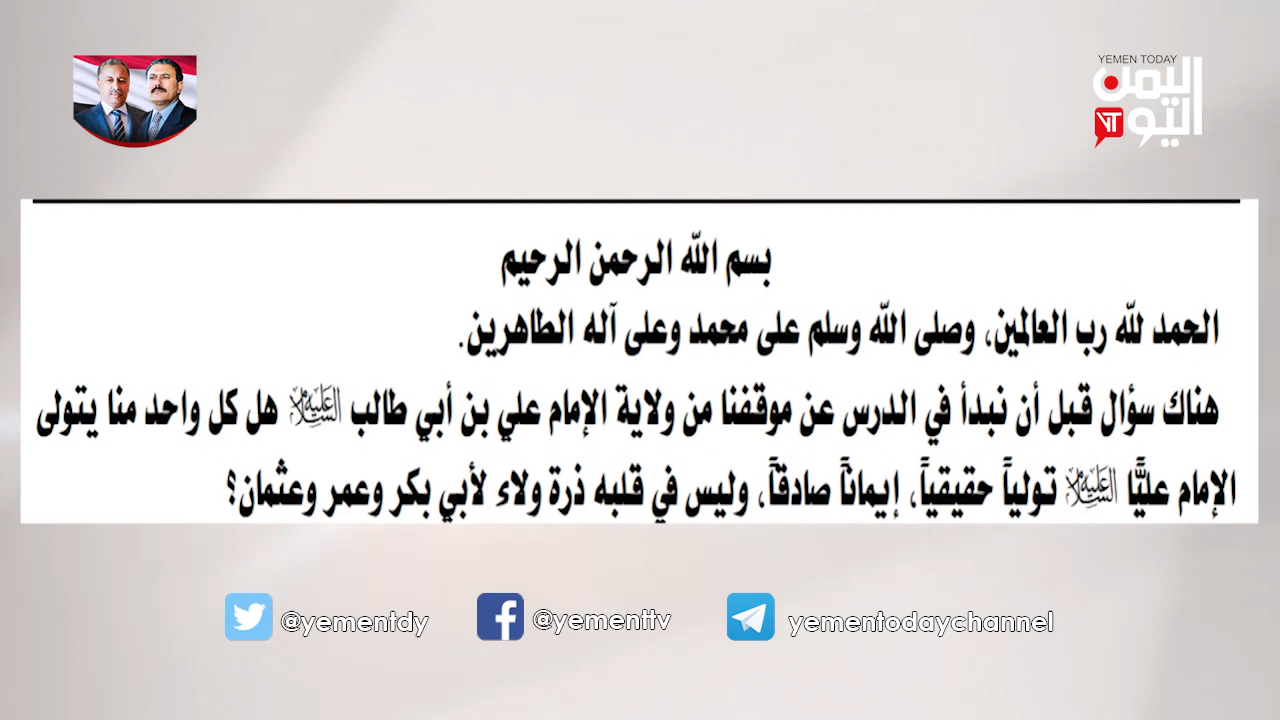 YEMEN TODAY
اليمن
اليوم
YT
بسم الله الرحمن الرحيم
الحمد لله رب العالمين، وصلى الله وسلم على محمد وعلى آله الطاهرين.
هناك سؤال قبل أن نبدأ في الدرس عن موقفنا من ولاية الإمام علي بن أبي طالب عليه السلام هل كل واحد منا يتولى
الإمام عليًّا عليه السلام تولياً حقيقياً، إيماناً صادقاً، وليس في قلبه ذرة ولاء لأبي بكر وعمر وعثمان؟
@yementdy @yementtv yementodaychannel